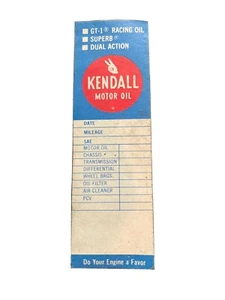 GT-1® RACING OIL
SUPERB®
DUAL ACTION
KENDALL
MOTOR OIL
DATE
MILEAGE
SAE
MOTOR OIL
CHASSIS
TRANSMISSION
DIFFERENTIAL
WHEEL BRGS.
OIL FILTER
AIR CLEANER
PCV
Do Your Engine a Favor